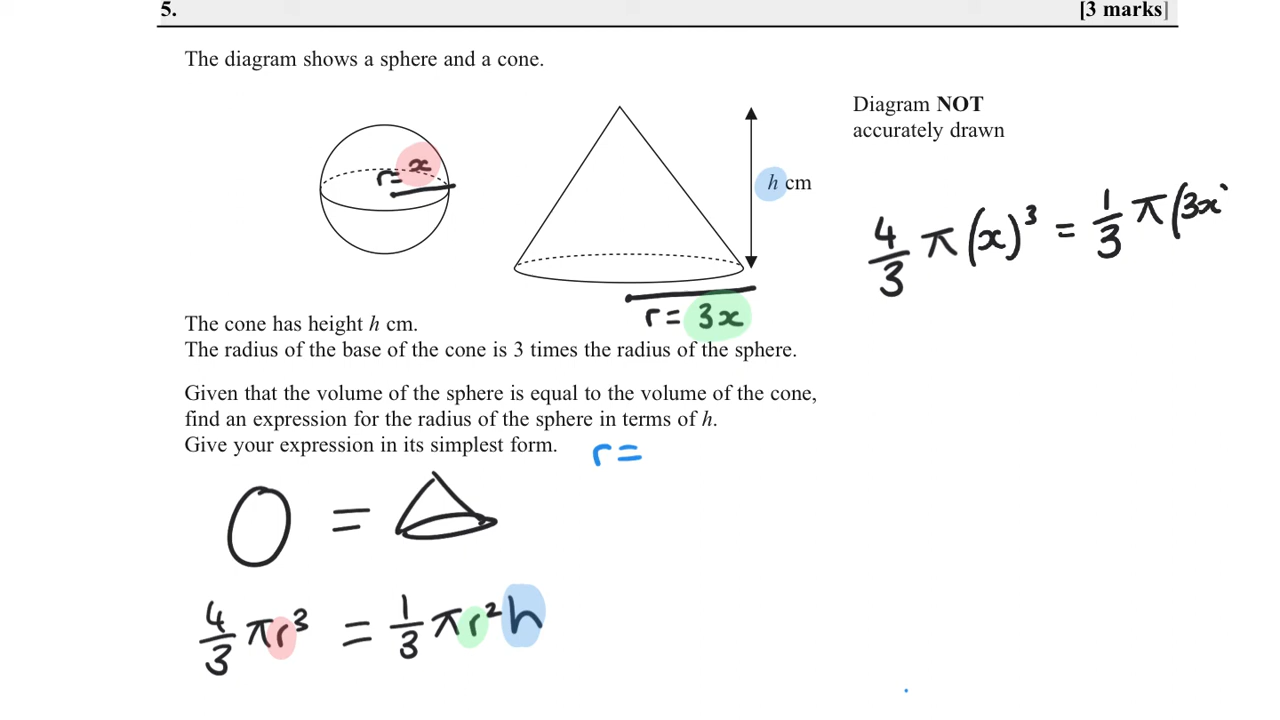 5. [3 marks]
The diagram shows a sphere and a cone.
Diagram NOT
accurately drawn
r= x
h cm
4/3 π(x)³ = 1/3 π(3x)
r= 3x
The cone has height h cm.
The radius of the base of the cone is 3 times the radius of the sphere.
Given that the volume of the sphere is equal to the volume of the cone,
find an expression for the radius of the sphere in terms of h.
Give your expression in its simplest form.
r=
=
4/3 πr³ = 1/3 πr²h